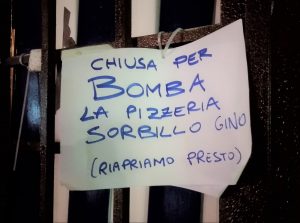 CHIUSA PER
BOMBA
LA PIZZERIA
SORBILLO GINO
(RIAPRIAMO PRESTO)